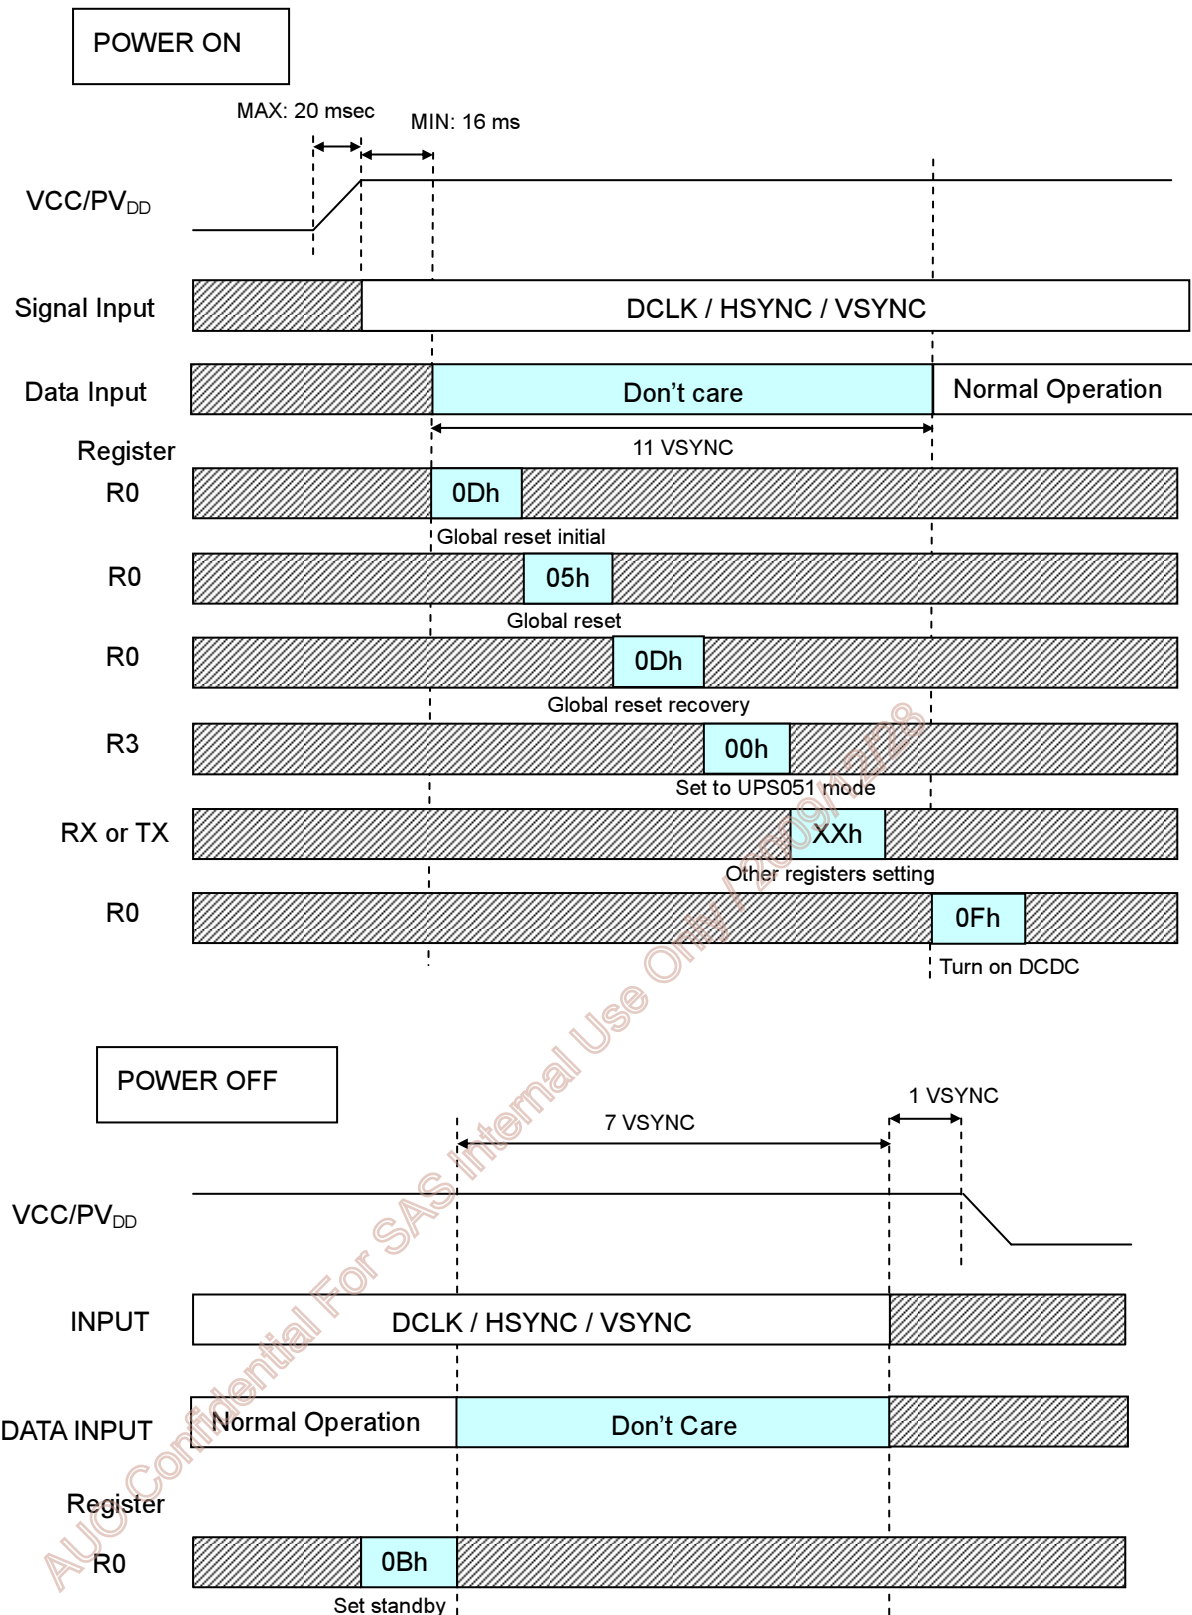 POWER ON
MAX: 20 msec
MIN: 16 ms
VCC/PVDD
Signal Input
DCLK / HSYNC / VSYNC
Data Input
Don't care
Normal Operation
11 VSYNC
Register
R0
0Dh
Global reset initial
R0
05h
Global reset
R0
0Dh
Global reset recovery
R3
00h
Set to UPS051 mode
RX or TX
XXh
Other registers setting
R0
0Fh
Turn on DCDC
POWER OFF
7 VSYNC
1 VSYNC
VCC/PVDD
INPUT
DCLK / HSYNC / VSYNC
DATA INPUT
Normal Operation
Don't Care
Register
R0
0Bh
Set standby
AUO Confidential For SAS Internal Use Only / 2009/12/28